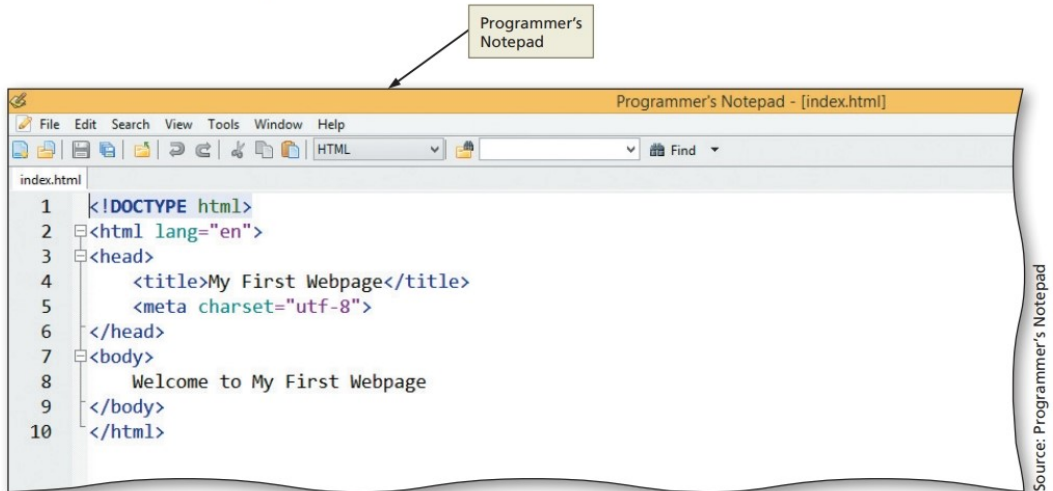 Programmer's
Notepad
Programmer's Notepad - [index.html]
File Edit Search View Tools Window Help
HTML Find
index.html
1 <!DOCTYPE html>
2 <html lang="en">
3 <head>
4 <title>My First Webpage</title>
5 <meta charset="utf-8">
6 </head>
7 <body>
8 Welcome to My First Webpage
9 </body>
10 </html>
Source: Programmer's Notepad